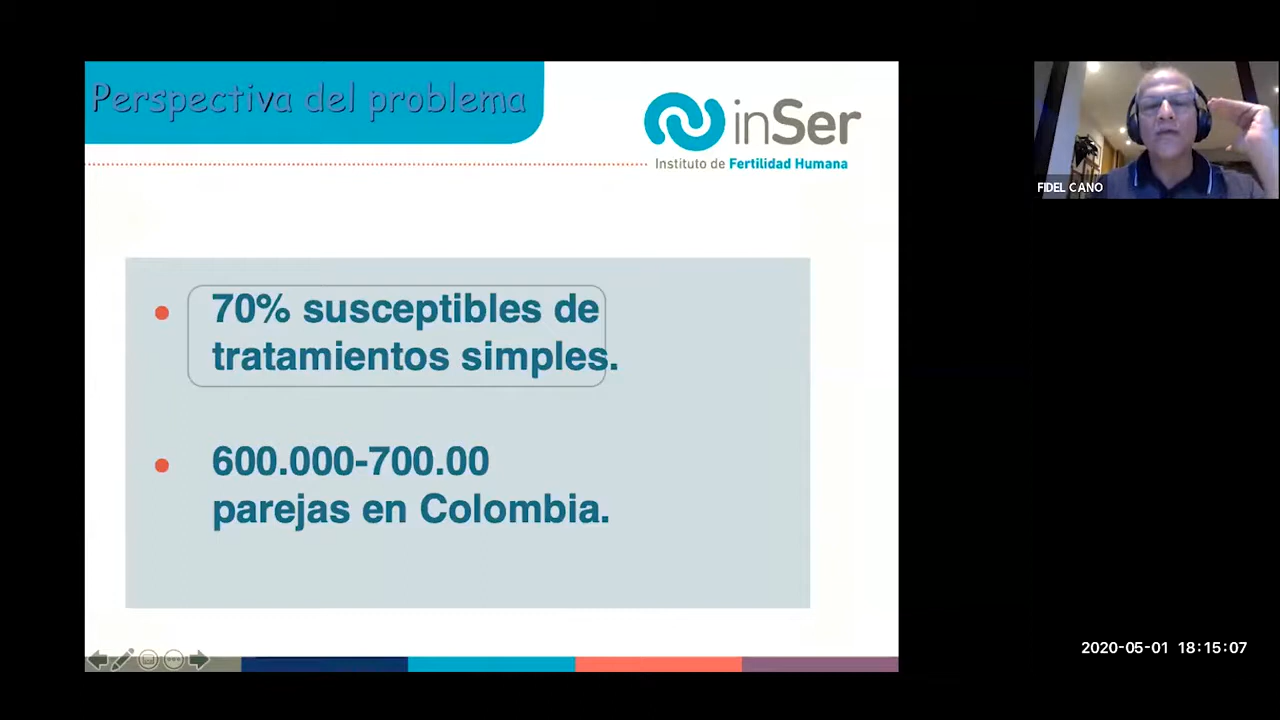 Perspectiva del problema
inSer
Instituto de Fertilidad Humana
FIDEL CANO
70% susceptibles de
tratamientos simples.
600.000-700.00
parejas en Colombia.
2020-05-01 18:15:07